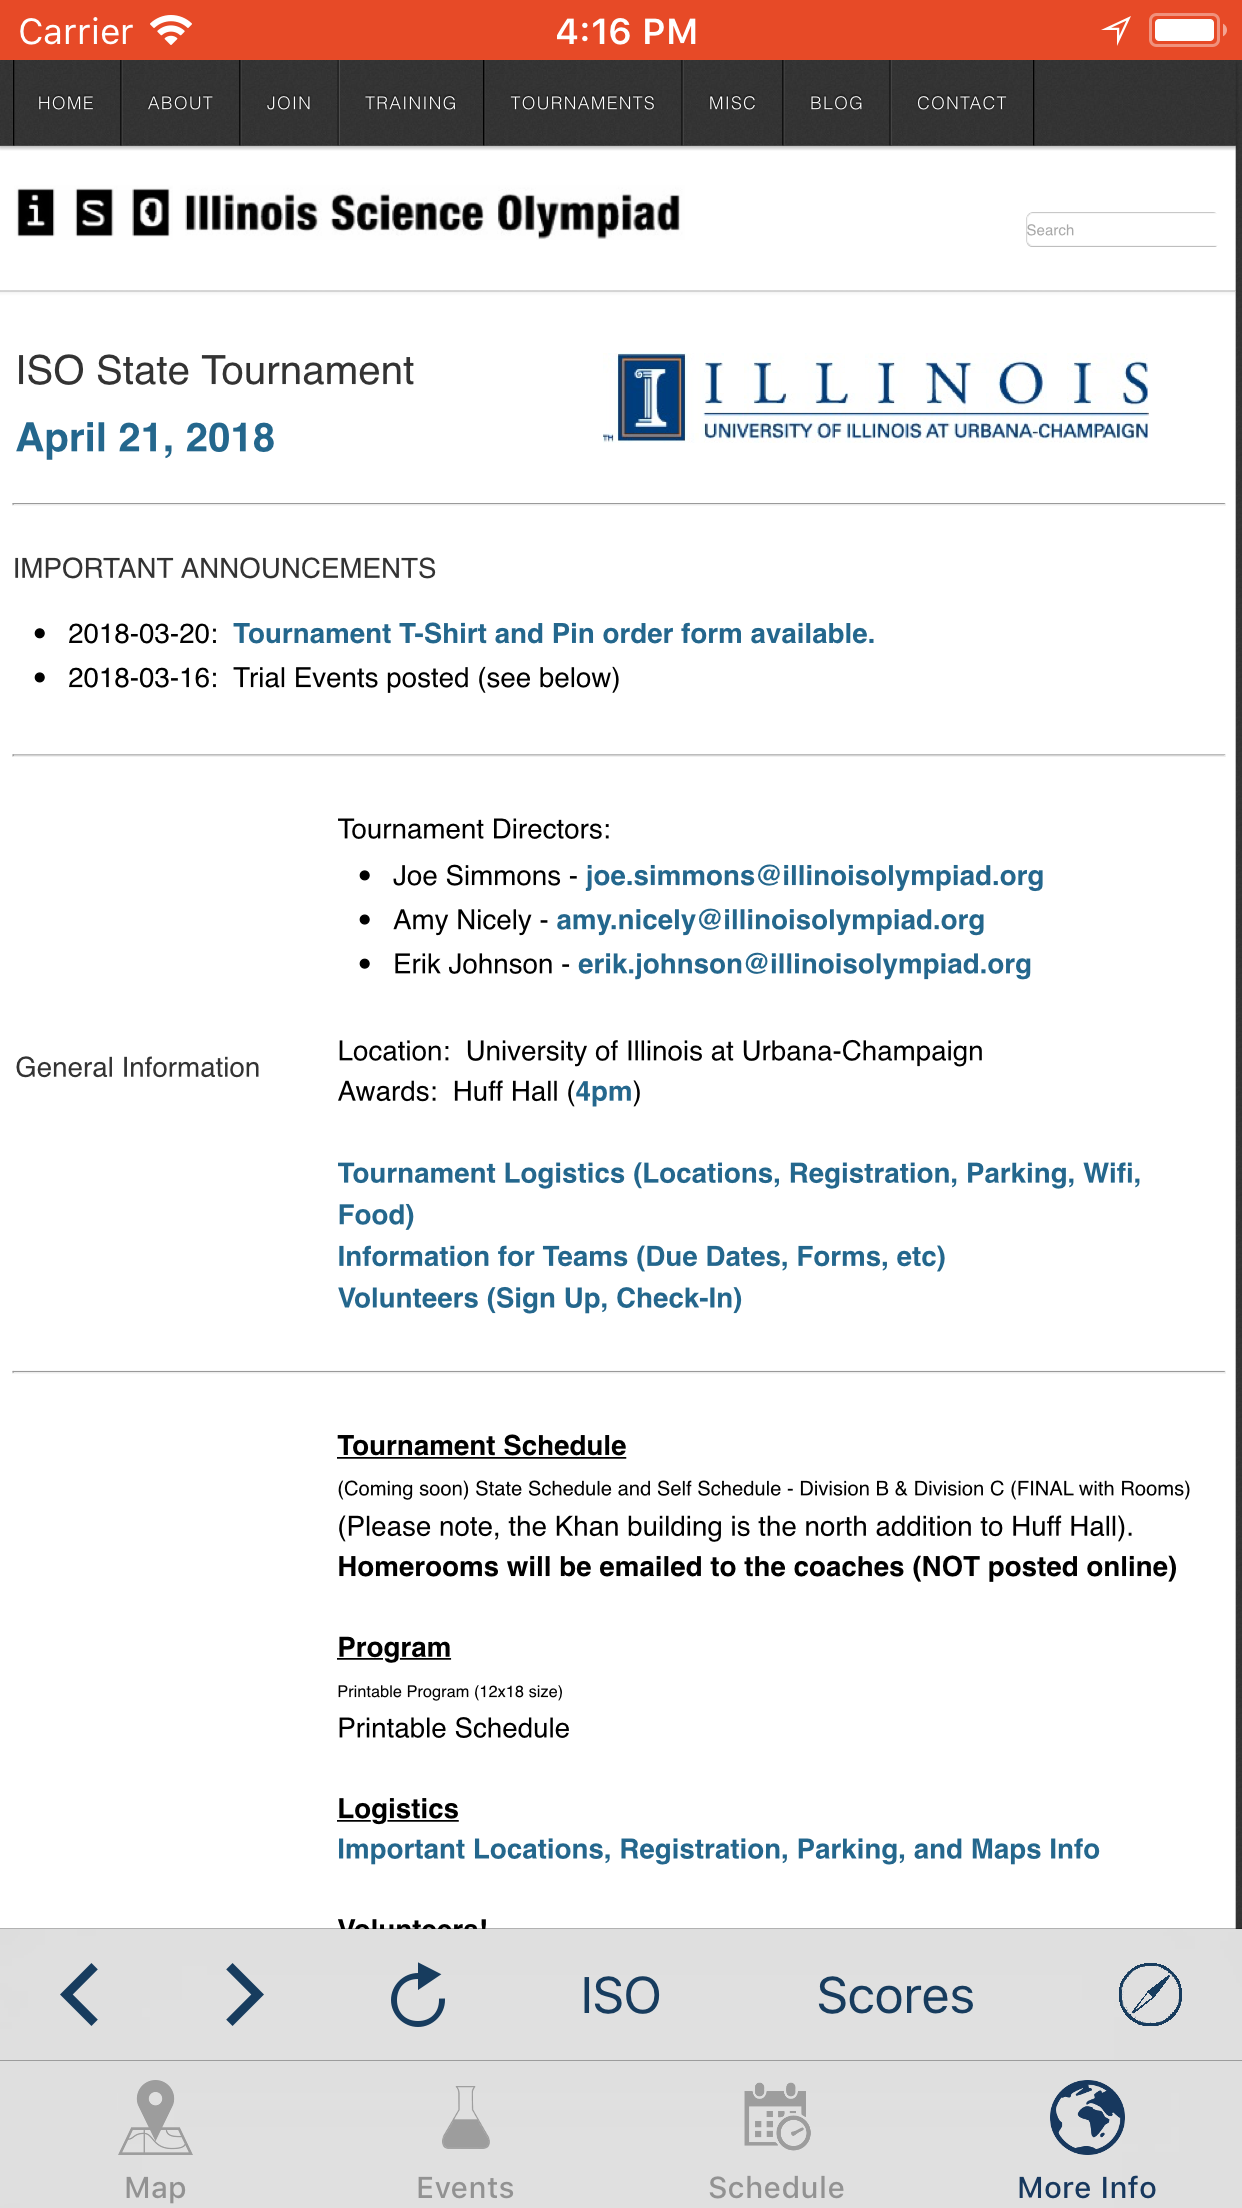 Carrier 4:16 PM
HOME ABOUT JOIN TRAINING TOURNAMENTS MISC BLOG CONTACT
iso Illinois Science Olympiad
Search
ISO State Tournament
April 21, 2018
I ILLINOIS
UNIVERSITY OF ILLINOIS AT URBANA-CHAMPAIGN
TM
IMPORTANT ANNOUNCEMENTS
• 2018-03-20: Tournament T-Shirt and Pin order form available.
• 2018-03-16: Trial Events posted (see below)
Tournament Directors:
• Joe Simmons - joe.simmons@illinoisolympiad.org
• Amy Nicely - amy.nicely@illinoisolympiad.org
• Erik Johnson - erik.johnson@illinoisolympiad.org
General Information
Location: University of Illinois at Urbana-Champaign
Awards: Huff Hall (4pm)
Tournament Logistics (Locations, Registration, Parking, Wifi,
Food)
Information for Teams (Due Dates, Forms, etc)
Volunteers (Sign Up, Check-In)
Tournament Schedule
(Coming soon) State Schedule and Self Schedule - Division B & Division C (FINAL with Rooms)
(Please note, the Khan building is the north addition to Huff Hall).
Homerooms will be emailed to the coaches (NOT posted online)
Program
Printable Program (12x18 size)
Printable Schedule
Logistics
Important Locations, Registration, Parking, and Maps Info
Volunteers!
ISO Scores
Map Events Schedule More Info